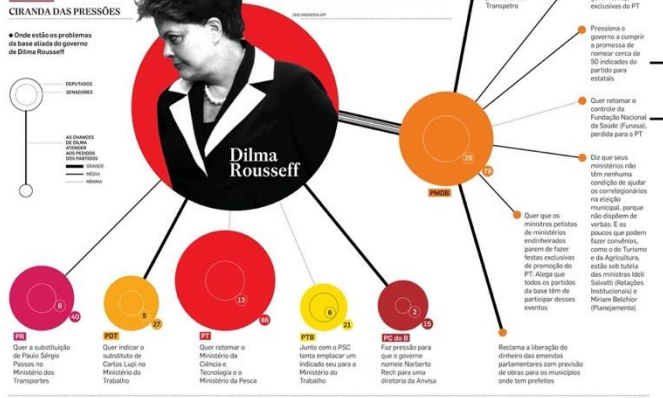 CIRANDA DAS PRESSÕES
Onde estão os problemas
da base aliada do governo
de Dilma Rousseff
DEPUTADOS
SENADORES
AS CHANCES
DE DILMA
ATENDER
AOS PEDIDOS
DOS PARTIDOS
GRANDE
MÉDIA
MÍNIMA
Dilma
Rousseff
Transpetro
exclusivas do PT
Pressiona o
governo a cumprir
a promessa de
nomear cerca de
50 indicados do
partido para
estatais
Quer retomar o
controle da
Fundação Nacional
da Saúde (Funasa),
perdida para o PT
Diz que seus
ministérios não
têm nenhuma
condição de ajudar
os correligionários
na eleição
municipal, porque
não dispõem de
verbas. E os
poucos que podem
fazer convênios,
como o do Turismo
e da Agricultura,
estão sob tutela
das ministras Ideli
Salvatti (Relações
Institucionais) e
Miriam Belchior
(Planejamento)
20
79
PMDB
Quer que os
ministros petistas
de ministérios
endinheirados
parem de fazer
festas exclusivas
de promoção do
PT. Alega que
todos os partidos
da base têm de
participar desses
eventos
Reclama a liberação do
dinheiro das emendas
parlamentares com previsão
de obras para os municípios
onde tem prefeitos
6
40
PR
Quer a substituição
de Paulo Sérgio
Passos no
Ministério dos
Transportes
5
27
PDT
Quer indicar o
substituto de
Carlos Lupi no
Ministério do
Trabalho
13
86
PT
Quer retomar o
Ministério da
Ciência e
Tecnologia e o
Ministério da Pesca
6
21
PTB
Junto com o PSC
tenta emplacar um
indicado seu para o
Ministério do
Trabalho
2
15
PC do B
Faz pressão para
que o governo
nomeie Norberto
Rech para uma
diretoria da Anvisa